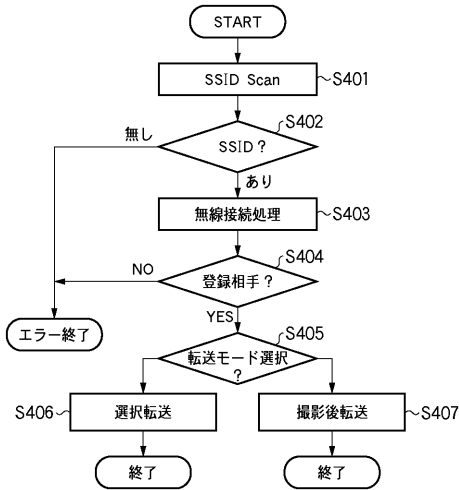 START
SSID Scan
S401
S402
無し
SSID？
あり
無線接続処理
S403
S404
NO
登録相手？
YES
エラー終了
S405
転送モード選択
？
S406
選択転送
撮影後転送
S407
終了
終了